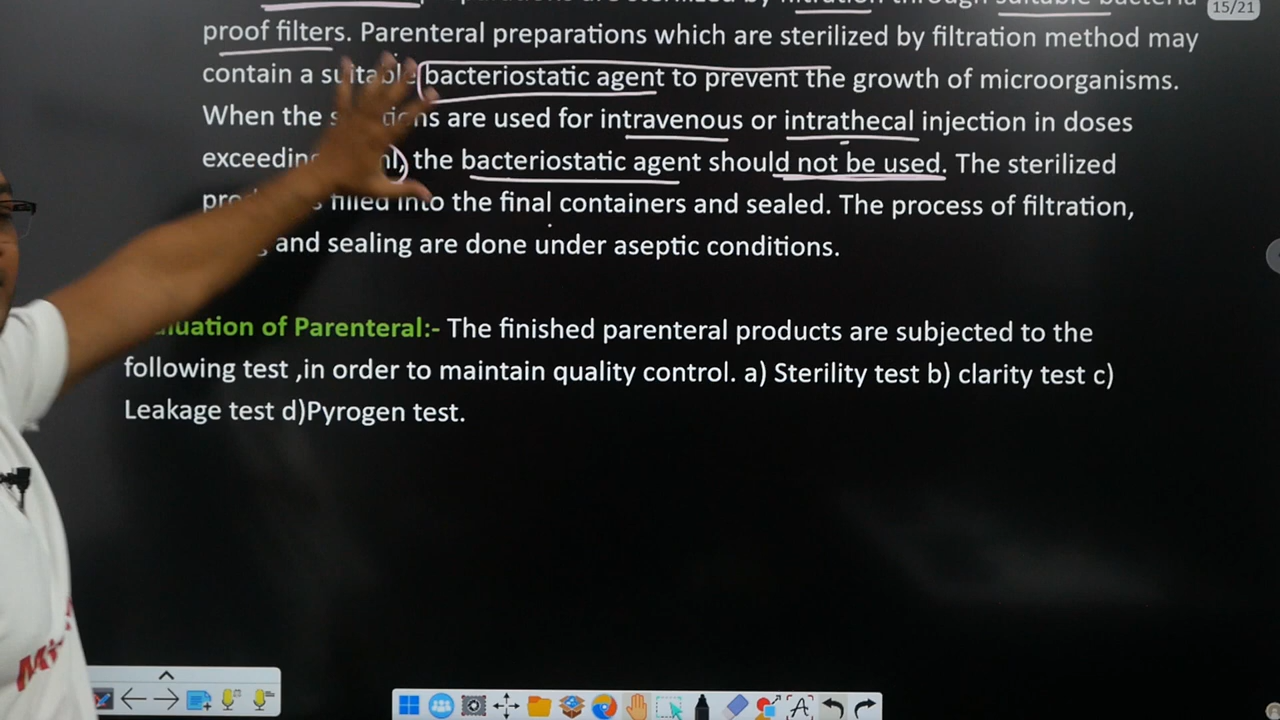 15/21
proof filters. Parenteral preparations which are sterilized by filtration method may
contain a suitable bacteriostatic agent to prevent the growth of microorganisms.
When the are used for intravenous or intrathecal injection in doses
exceeding the bacteriostatic agent should not be used. The sterilized
filled into the final containers and sealed. The process of filtration,
and sealing are done under aseptic conditions.
of Parenteral:- The finished parenteral products are subjected to the
following test ,in order to maintain quality control. a) Sterility test b) clarity test c)
Leakage test d)Pyrogen test.